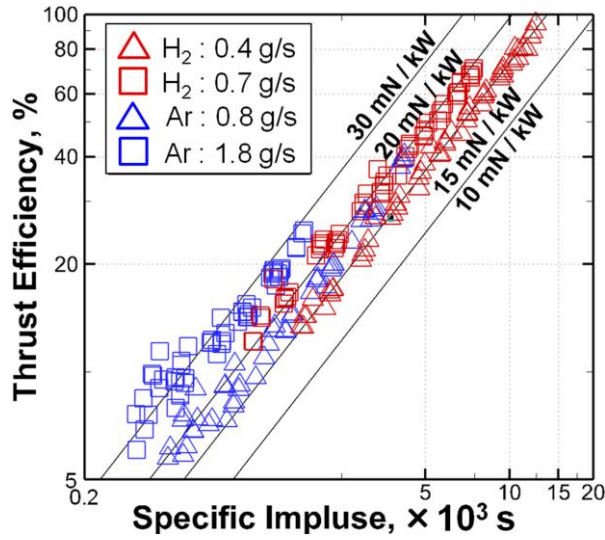 100
80
60
40
20
5
Thrust Efficiency, %
H₂ : 0.4 g/s
H₂ : 0.7 g/s
Ar : 0.8 g/s
Ar : 1.8 g/s
30 mN / kW
20 mN / kW
15 mN / kW
10 mN / kW
0.2 5 10 15 20
Specific Impluse, × 10³ s